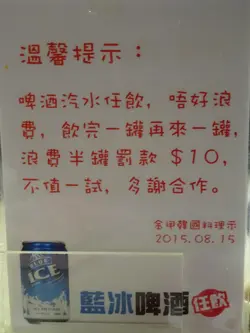 溫馨提示：
啤酒汽水任飲，唔好浪
費，飲完一罐再來一罐，
浪費半罐罰款 $10，
不值一試，多謝合作。
金甲韓國料理示
2015.08.15
ICE
藍冰啤酒任飲